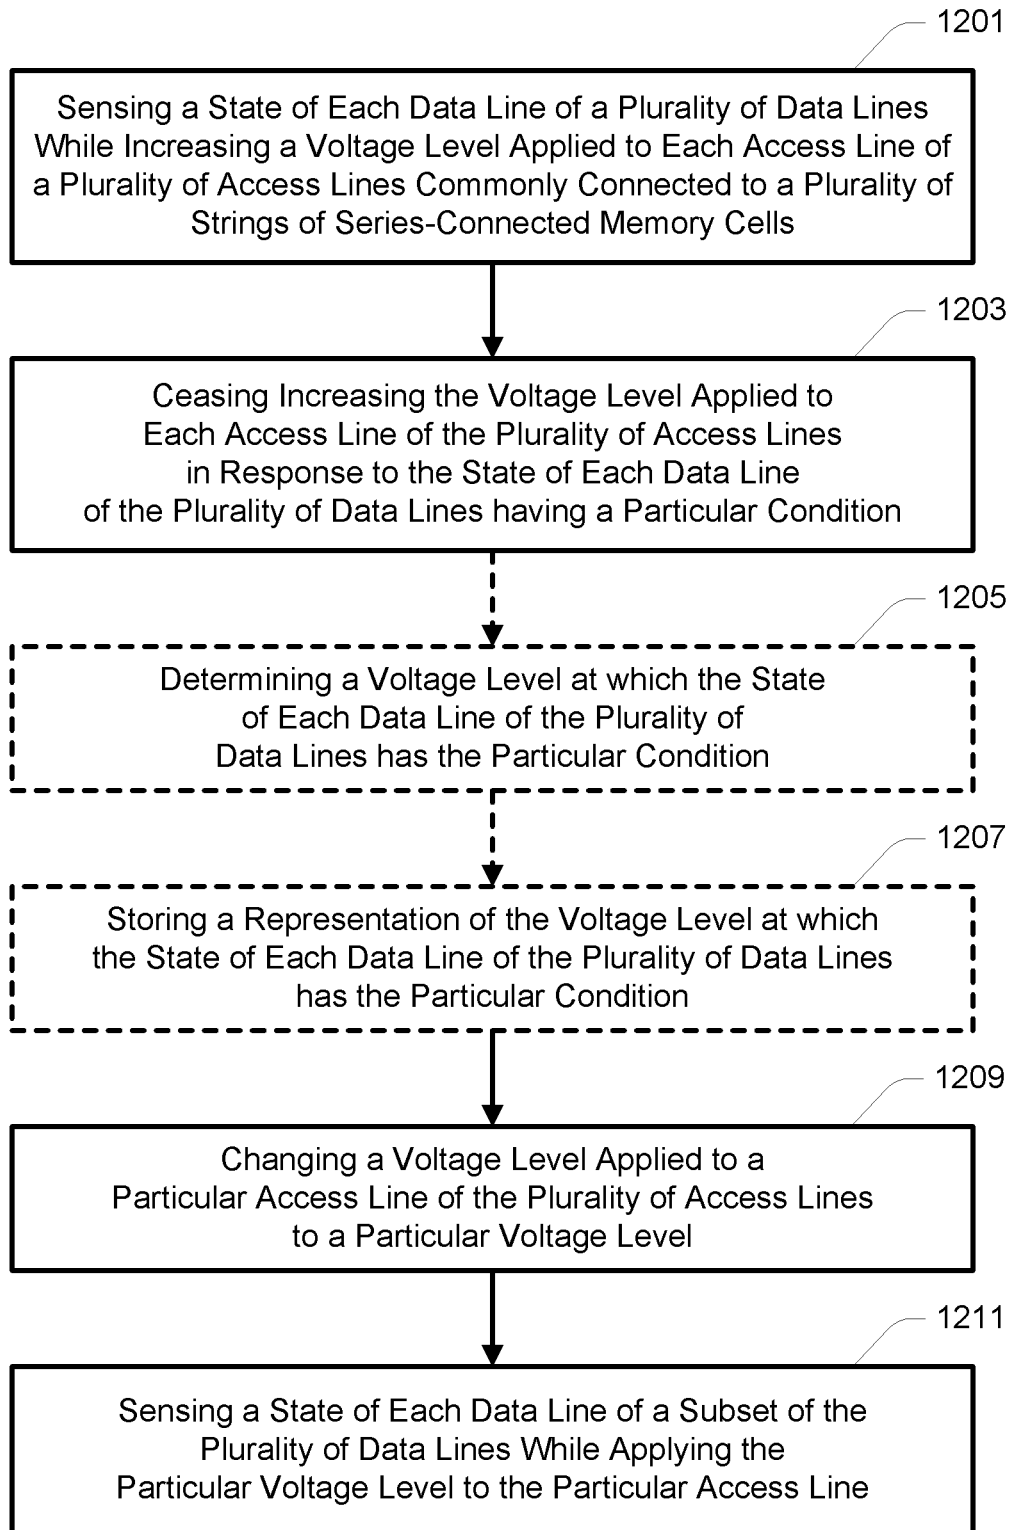 1201
Sensing a State of Each Data Line of a Plurality of Data Lines
While Increasing a Voltage Level Applied to Each Access Line of
a Plurality of Access Lines Commonly Connected to a Plurality of
Strings of Series-Connected Memory Cells
1203
Ceasing Increasing the Voltage Level Applied to
Each Access Line of the Plurality of Access Lines
in Response to the State of Each Data Line
of the Plurality of Data Lines having a Particular Condition
1205
Determining a Voltage Level at which the State
of Each Data Line of the Plurality of
Data Lines has the Particular Condition
1207
Storing a Representation of the Voltage Level at which
the State of Each Data Line of the Plurality of Data Lines
has the Particular Condition
1209
Changing a Voltage Level Applied to a
Particular Access Line of the Plurality of Access Lines
to a Particular Voltage Level
1211
Sensing a State of Each Data Line of a Subset of the
Plurality of Data Lines While Applying the
Particular Voltage Level to the Particular Access Line